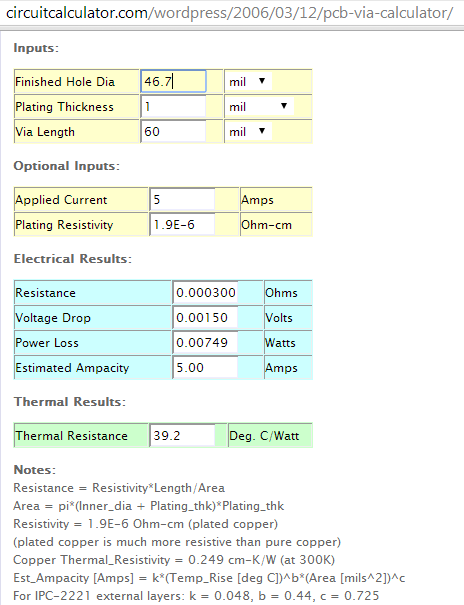 circuitcalculator.com/wordpress/2006/03/12/pcb-via-calculator/
Inputs:
Finished Hole Dia 46.7 mil
Plating Thickness 1 mil
Via Length 60 mil
Optional Inputs:
Applied Current 5 Amps
Plating Resistivity 1.9E-6 Ohm-cm
Electrical Results:
Resistance 0.000300 Ohms
Voltage Drop 0.00150 Volts
Power Loss 0.00749 Watts
Estimated Ampacity 5.00 Amps
Thermal Results:
Thermal Resistance 39.2 Deg. C/Watt
Notes:
Resistance = Resistivity*Length/Area
Area = pi*(Inner_dia + Plating_thk)*Plating_thk
Resistivity = 1.9E-6 Ohm-cm (plated copper)
(plated copper is much more resistive than pure copper)
Copper Thermal_Resistivity = 0.249 cm-K/W (at 300K)
Est_Ampacity [Amps] = k*(Temp_Rise [deg C])^b*(Area [mils^2])^c
For IPC-2221 external layers: k = 0.048, b = 0.44, c = 0.725